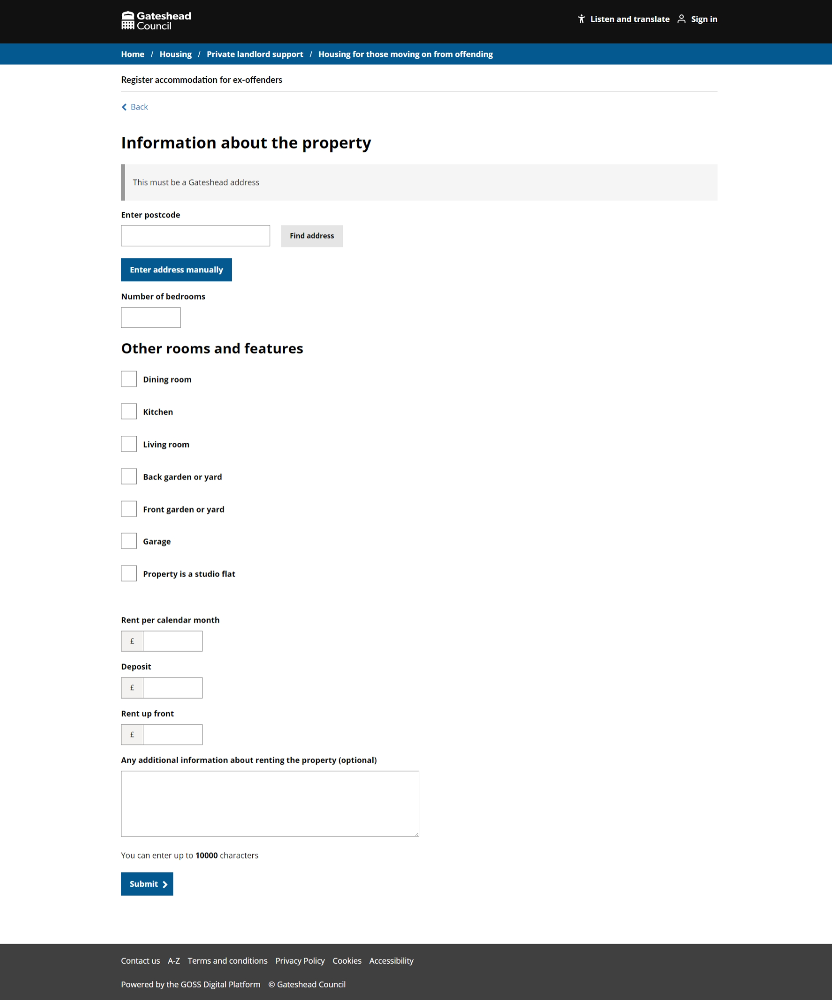 Gateshead
Council
Listen and translate Sign in
Home / Housing / Private landlord support / Housing for those moving on from offending
Register accommodation for ex-offenders
Back
Information about the property
This must be a Gateshead address
Enter postcode
Find address
Enter address manually
Number of bedrooms
Other rooms and features
Dining room
Kitchen
Living room
Back garden or yard
Front garden or yard
Garage
Property is a studio flat
Rent per calendar month
£
Deposit
£
Rent up front
£
Any additional information about renting the property (optional)
You can enter up to 10000 characters
Submit
Contact us A-Z Terms and conditions Privacy Policy Cookies Accessibility
Powered by the GOSS Digital Platform © Gateshead Council